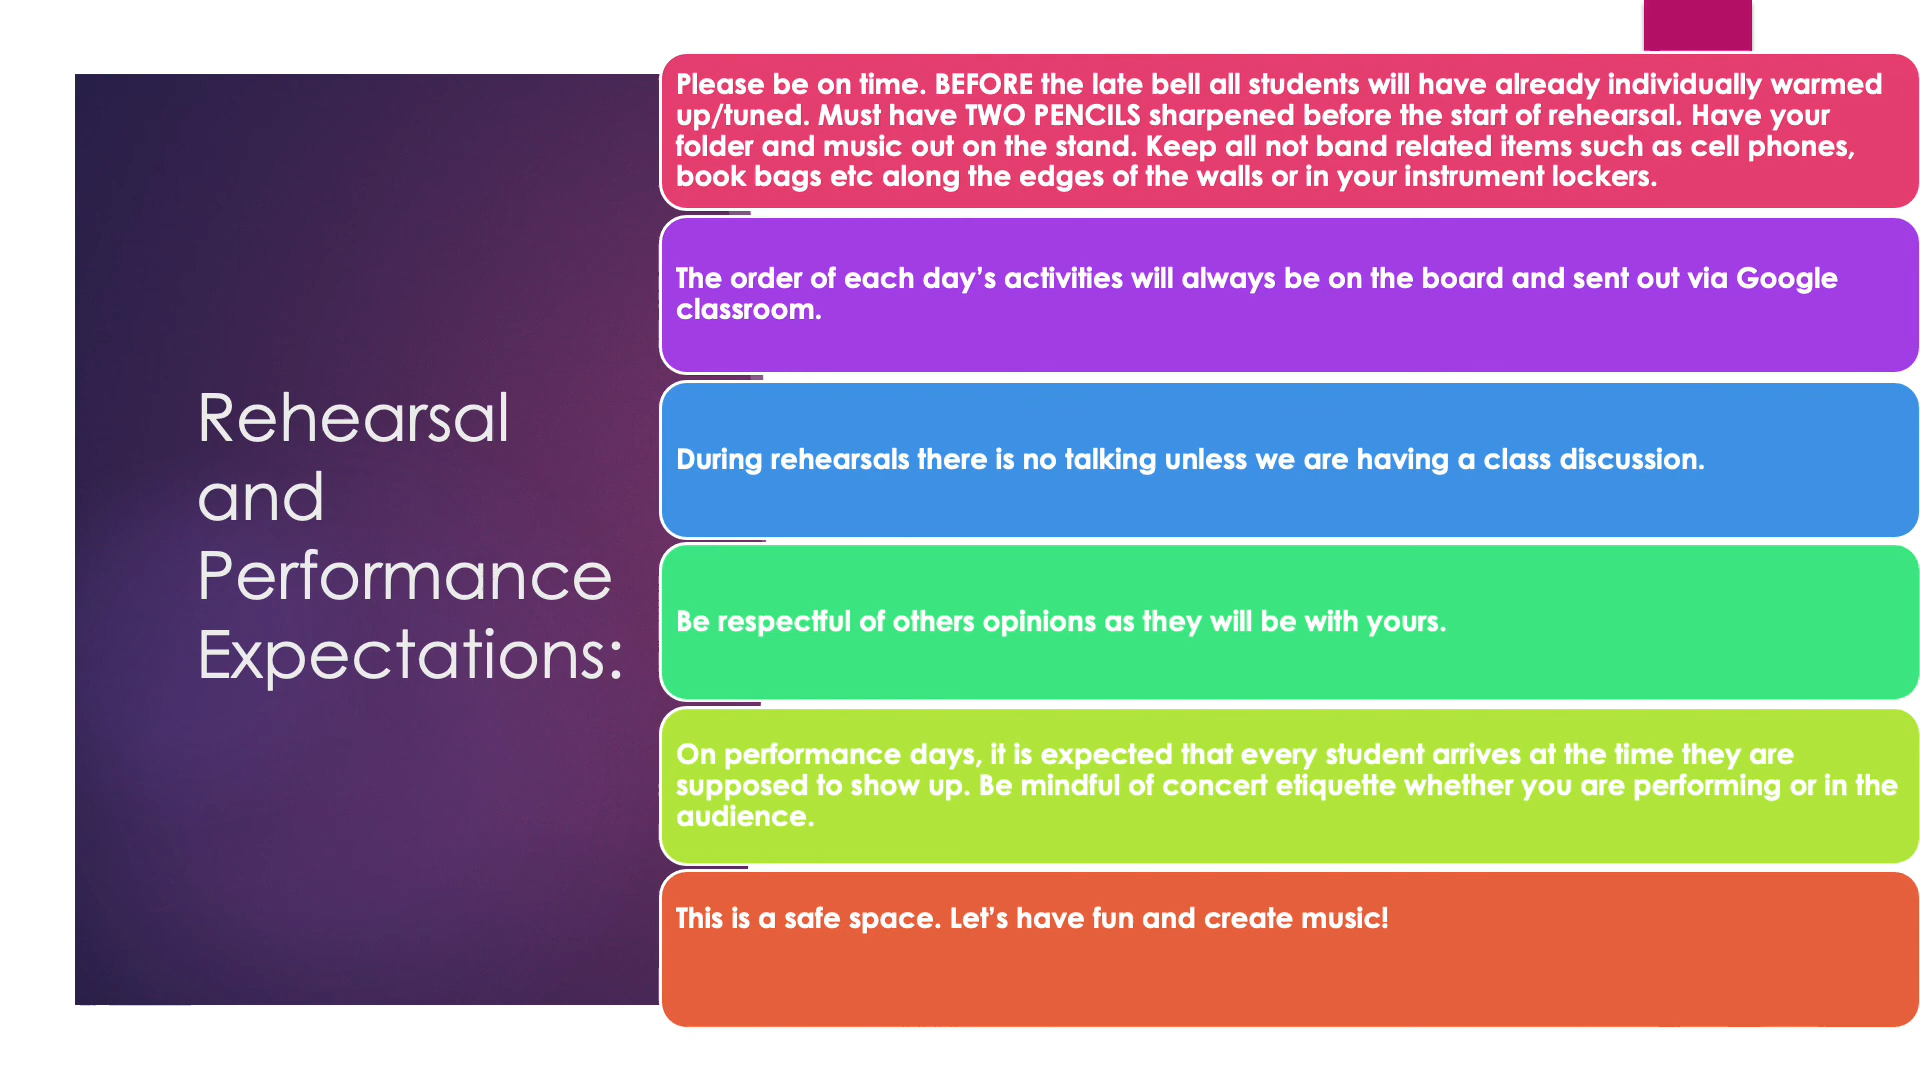 Rehearsal
and
Performance
Expectations:
Please be on time. BEFORE the late bell all students will have already individually warmed
up/tuned. Must have TWO PENCILS sharpened before the start of rehearsal. Have your
folder and music out on the stand. Keep all not band related items such as cell phones,
book bags etc along the edges of the walls or in your instrument lockers.
The order of each day’s activities will always be on the board and sent out via Google
classroom.
During rehearsals there is no talking unless we are having a class discussion.
Be respectful of others opinions as they will be with yours.
On performance days, it is expected that every student arrives at the time they are
supposed to show up. Be mindful of concert etiquette whether you are performing or in the
audience.
This is a safe space. Let’s have fun and create music!